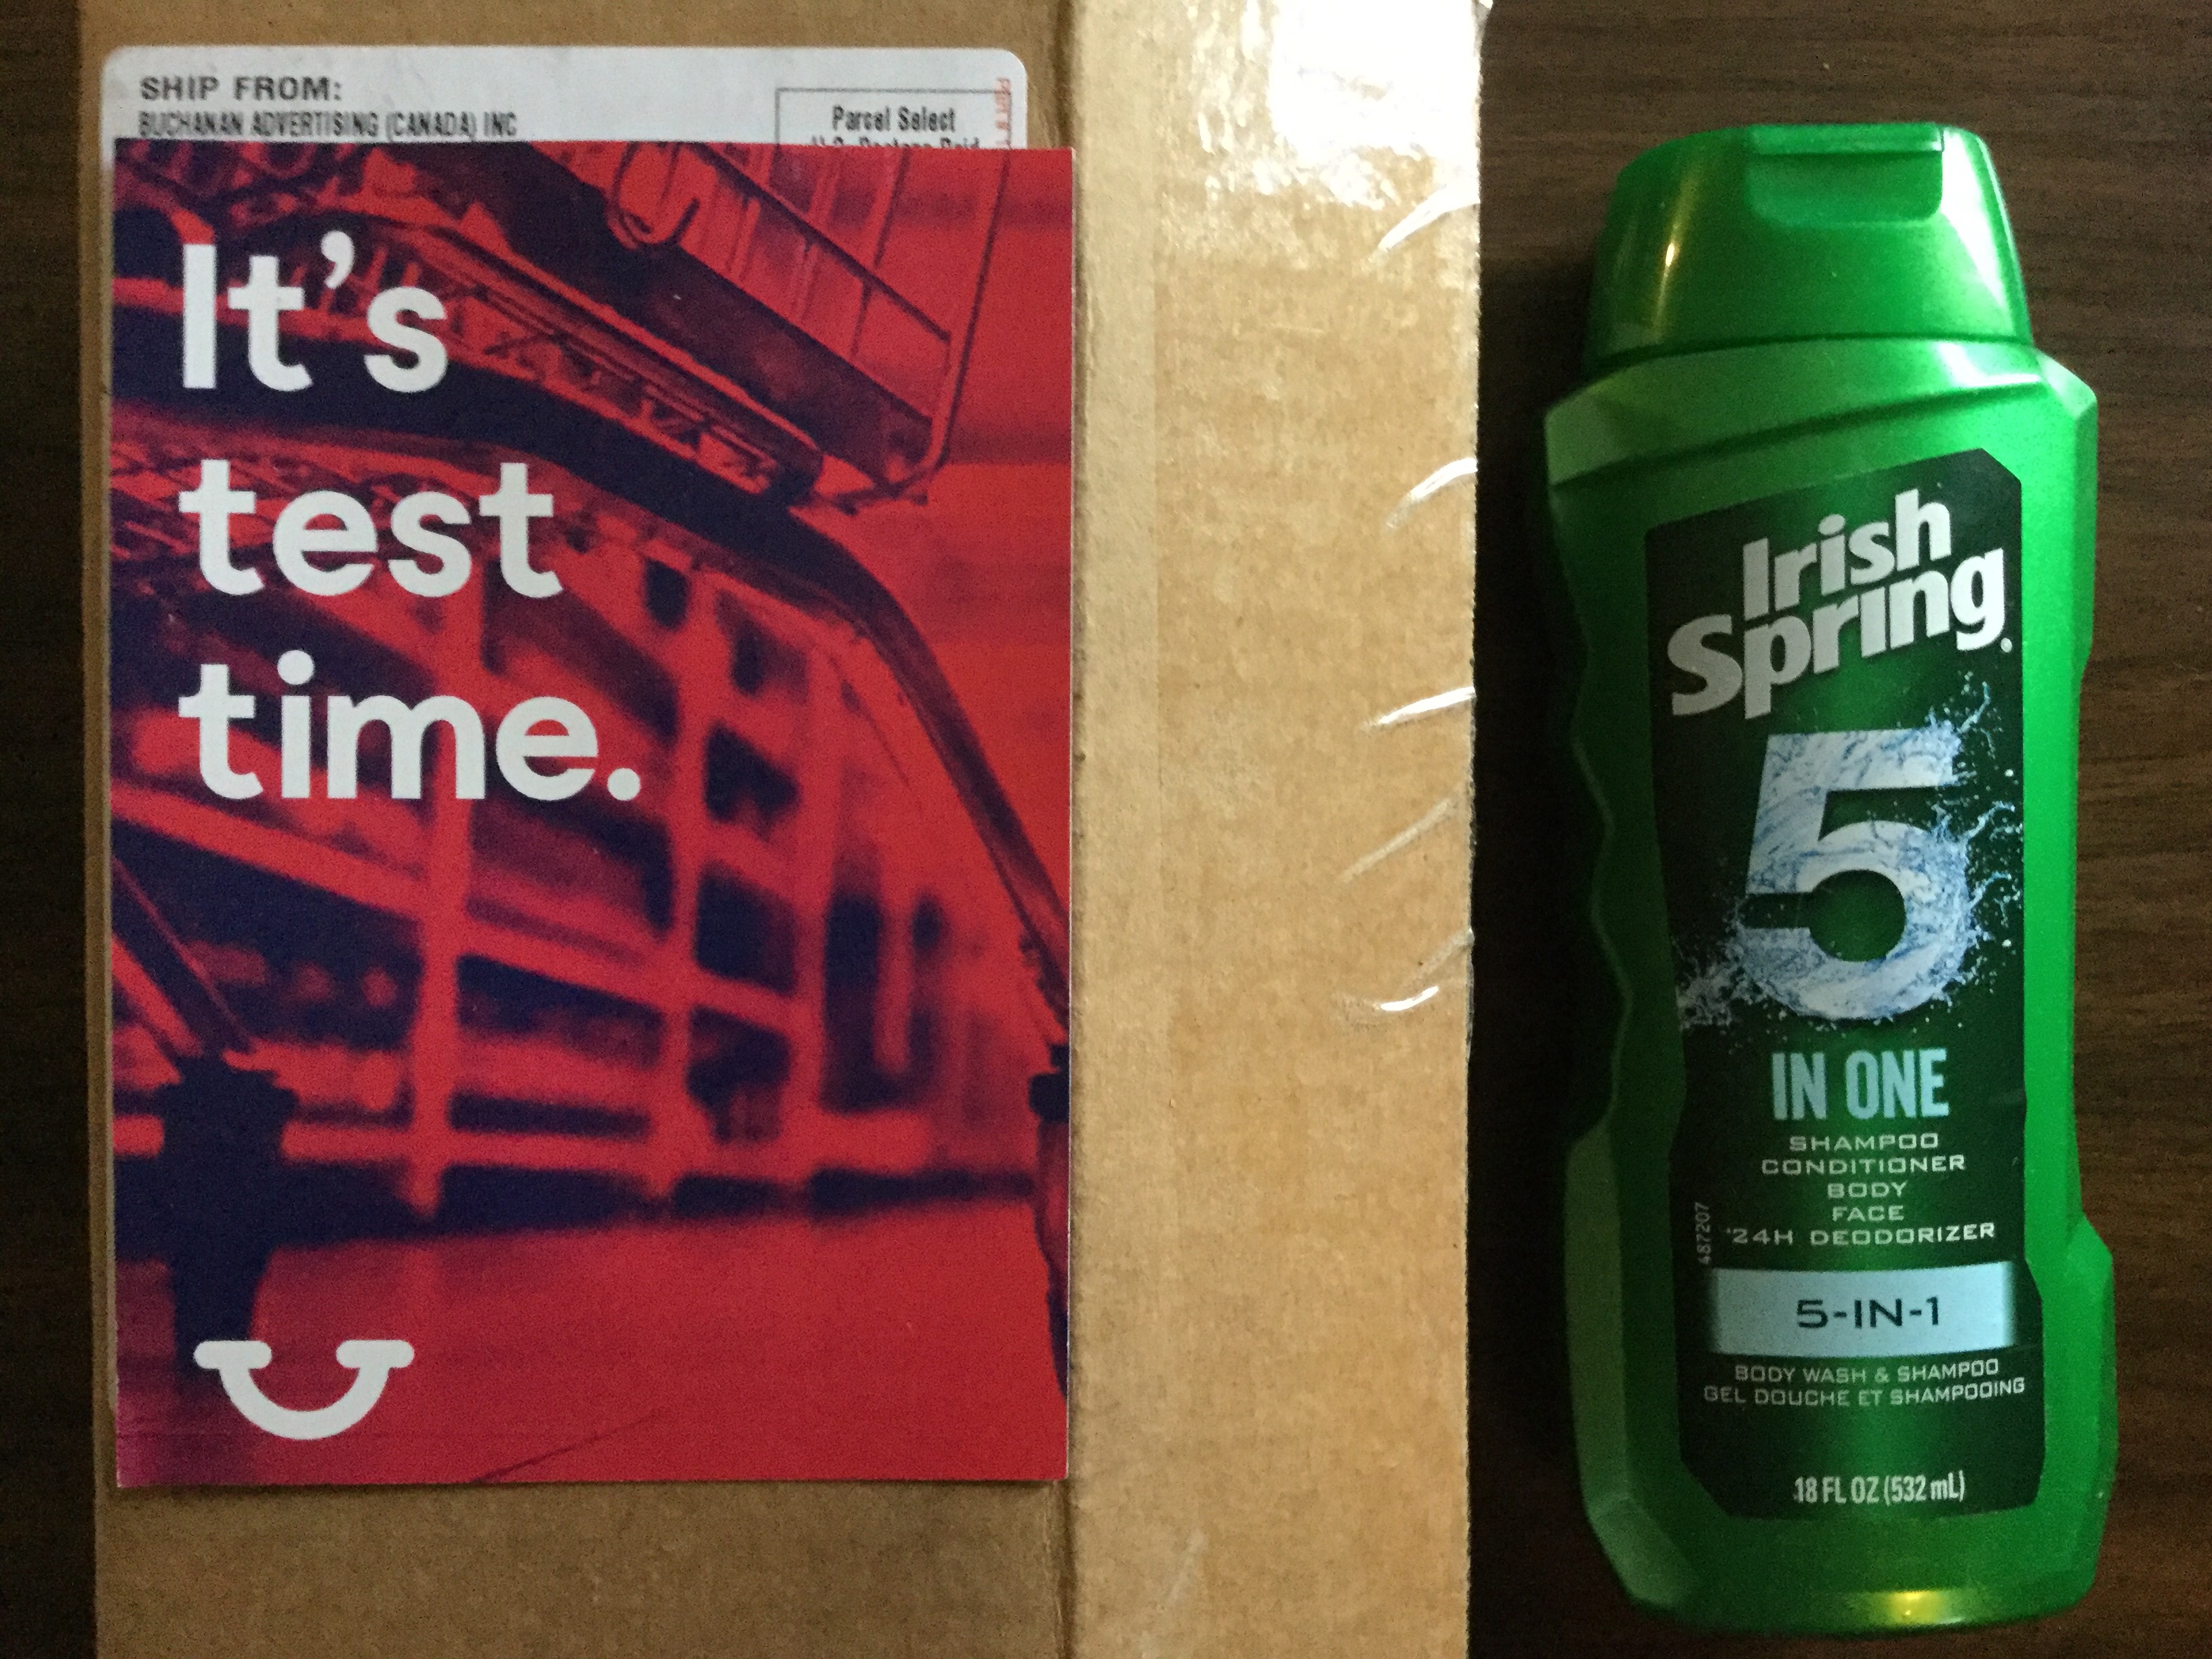 SHIP FROM:
BUCHANAN ADVERTISING (CANADA) INC
Parcel Select
It's
test
time.
Irish
Spring
5
IN ONE
SHAMPOO
CONDITIONER
BODY
FACE
*24H DEODORIZER
487207
5-IN-1
BODY WASH & SHAMPOO
GEL DOUCHE ET SHAMPOOING
18 FL OZ (532 mL)